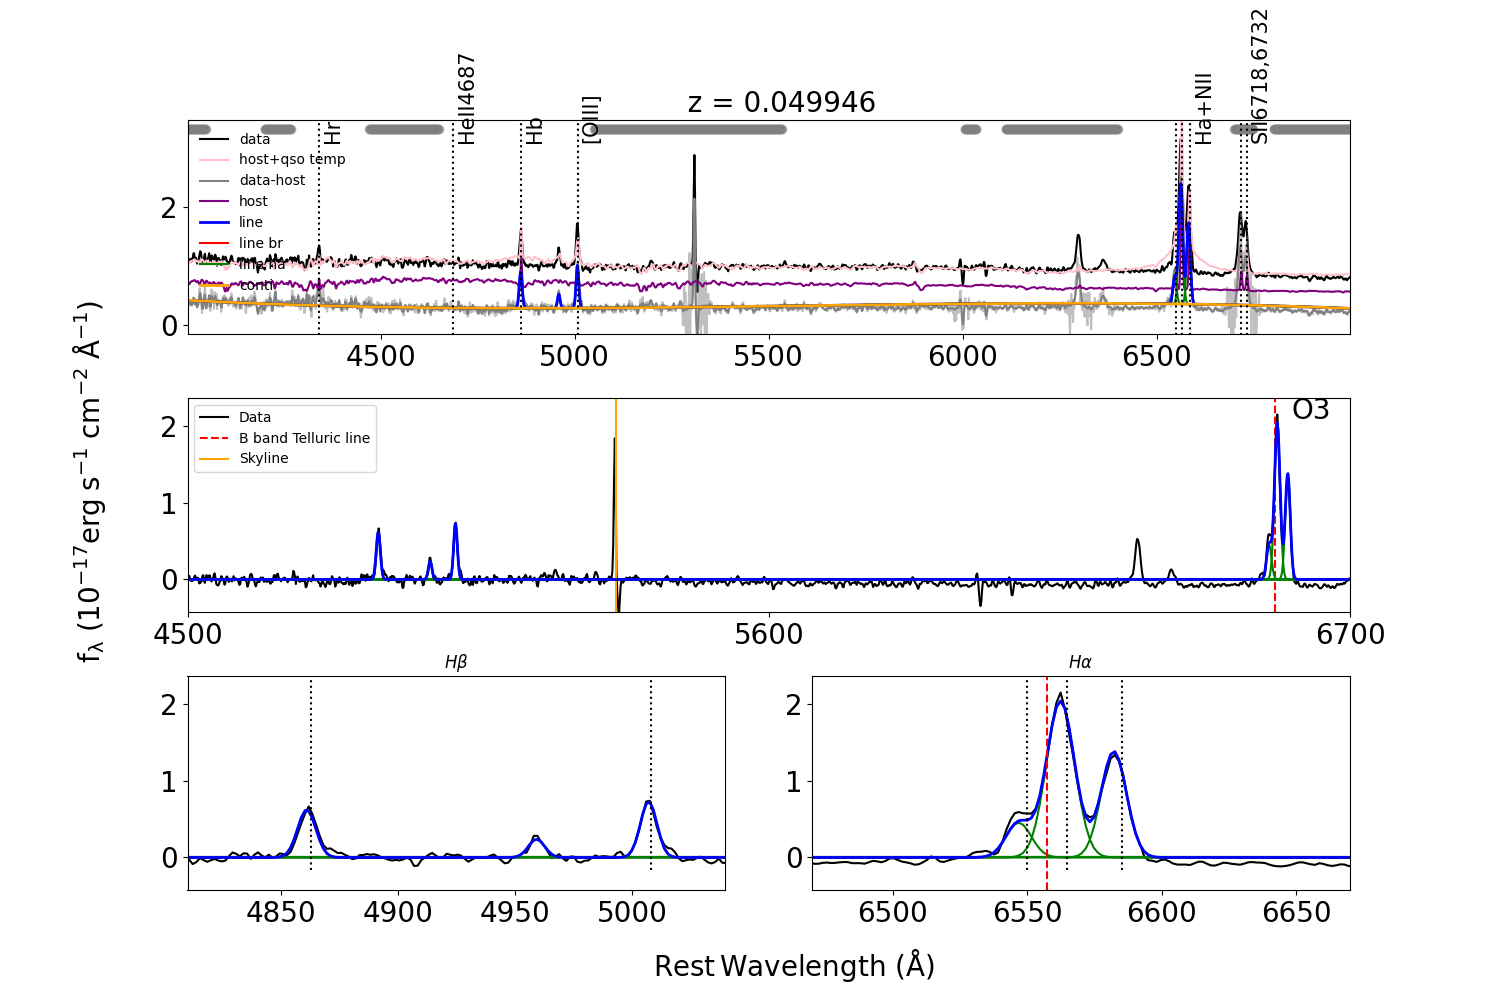 z = 0.049946
Hr
HeII4687
Hb
[OIII]
Ha+NII
SII6718,6732
data
host+qso temp
data-host
host
line
line br
line na
conti
2
0
4500 5000 5500 6000 6500
Data
B band Telluric line
Skyline
O3
2
1
0
4500 5600 6700
fλ (10⁻¹⁷erg s⁻¹ cm⁻² Å⁻¹)
Hβ
2
1
0
4850 4900 4950 5000
Hα
2
1
0
6500 6550 6600 6650
Rest Wavelength (Å)